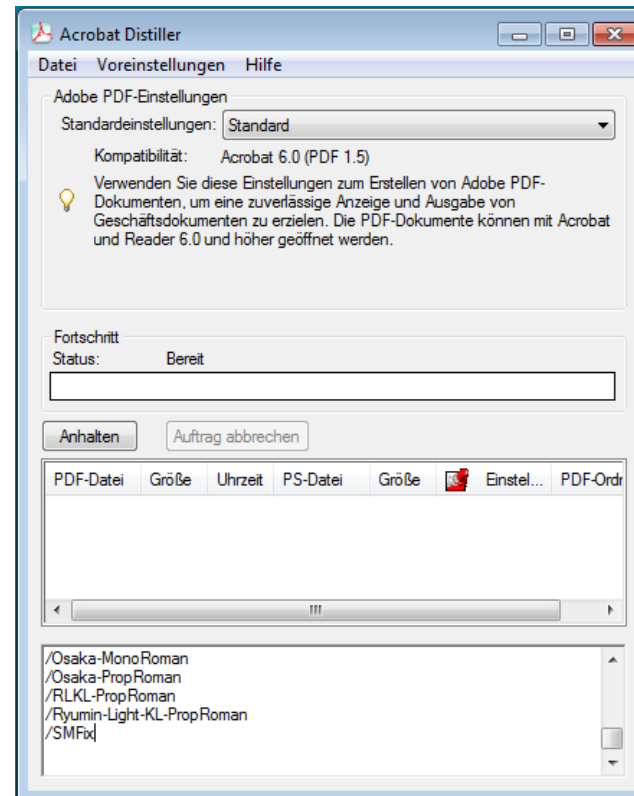 Acrobat Distiller
Datei Voreinstellungen Hilfe
Adobe PDF-Einstellungen
Standardeinstellungen: Standard
Kompatibilität: Acrobat 6.0 (PDF 1.5)
Verwenden Sie diese Einstellungen zum Erstellen von Adobe PDF-
Dokumenten, um eine zuverlässige Anzeige und Ausgabe von
Geschäftsdokumenten zu erzielen. Die PDF-Dokumente können mit Acrobat
und Reader 6.0 und höher geöffnet werden.
Fortschritt
Status: Bereit
Anhalten Auftrag abbrechen
PDF-Datei Größe Uhrzeit PS-Datei Größe Einstel... PDF-Ordr
/Osaka-MonoRoman
/Osaka-PropRoman
/RLKL-PropRoman
/Ryumin-Light-KL-PropRoman
/SMFix